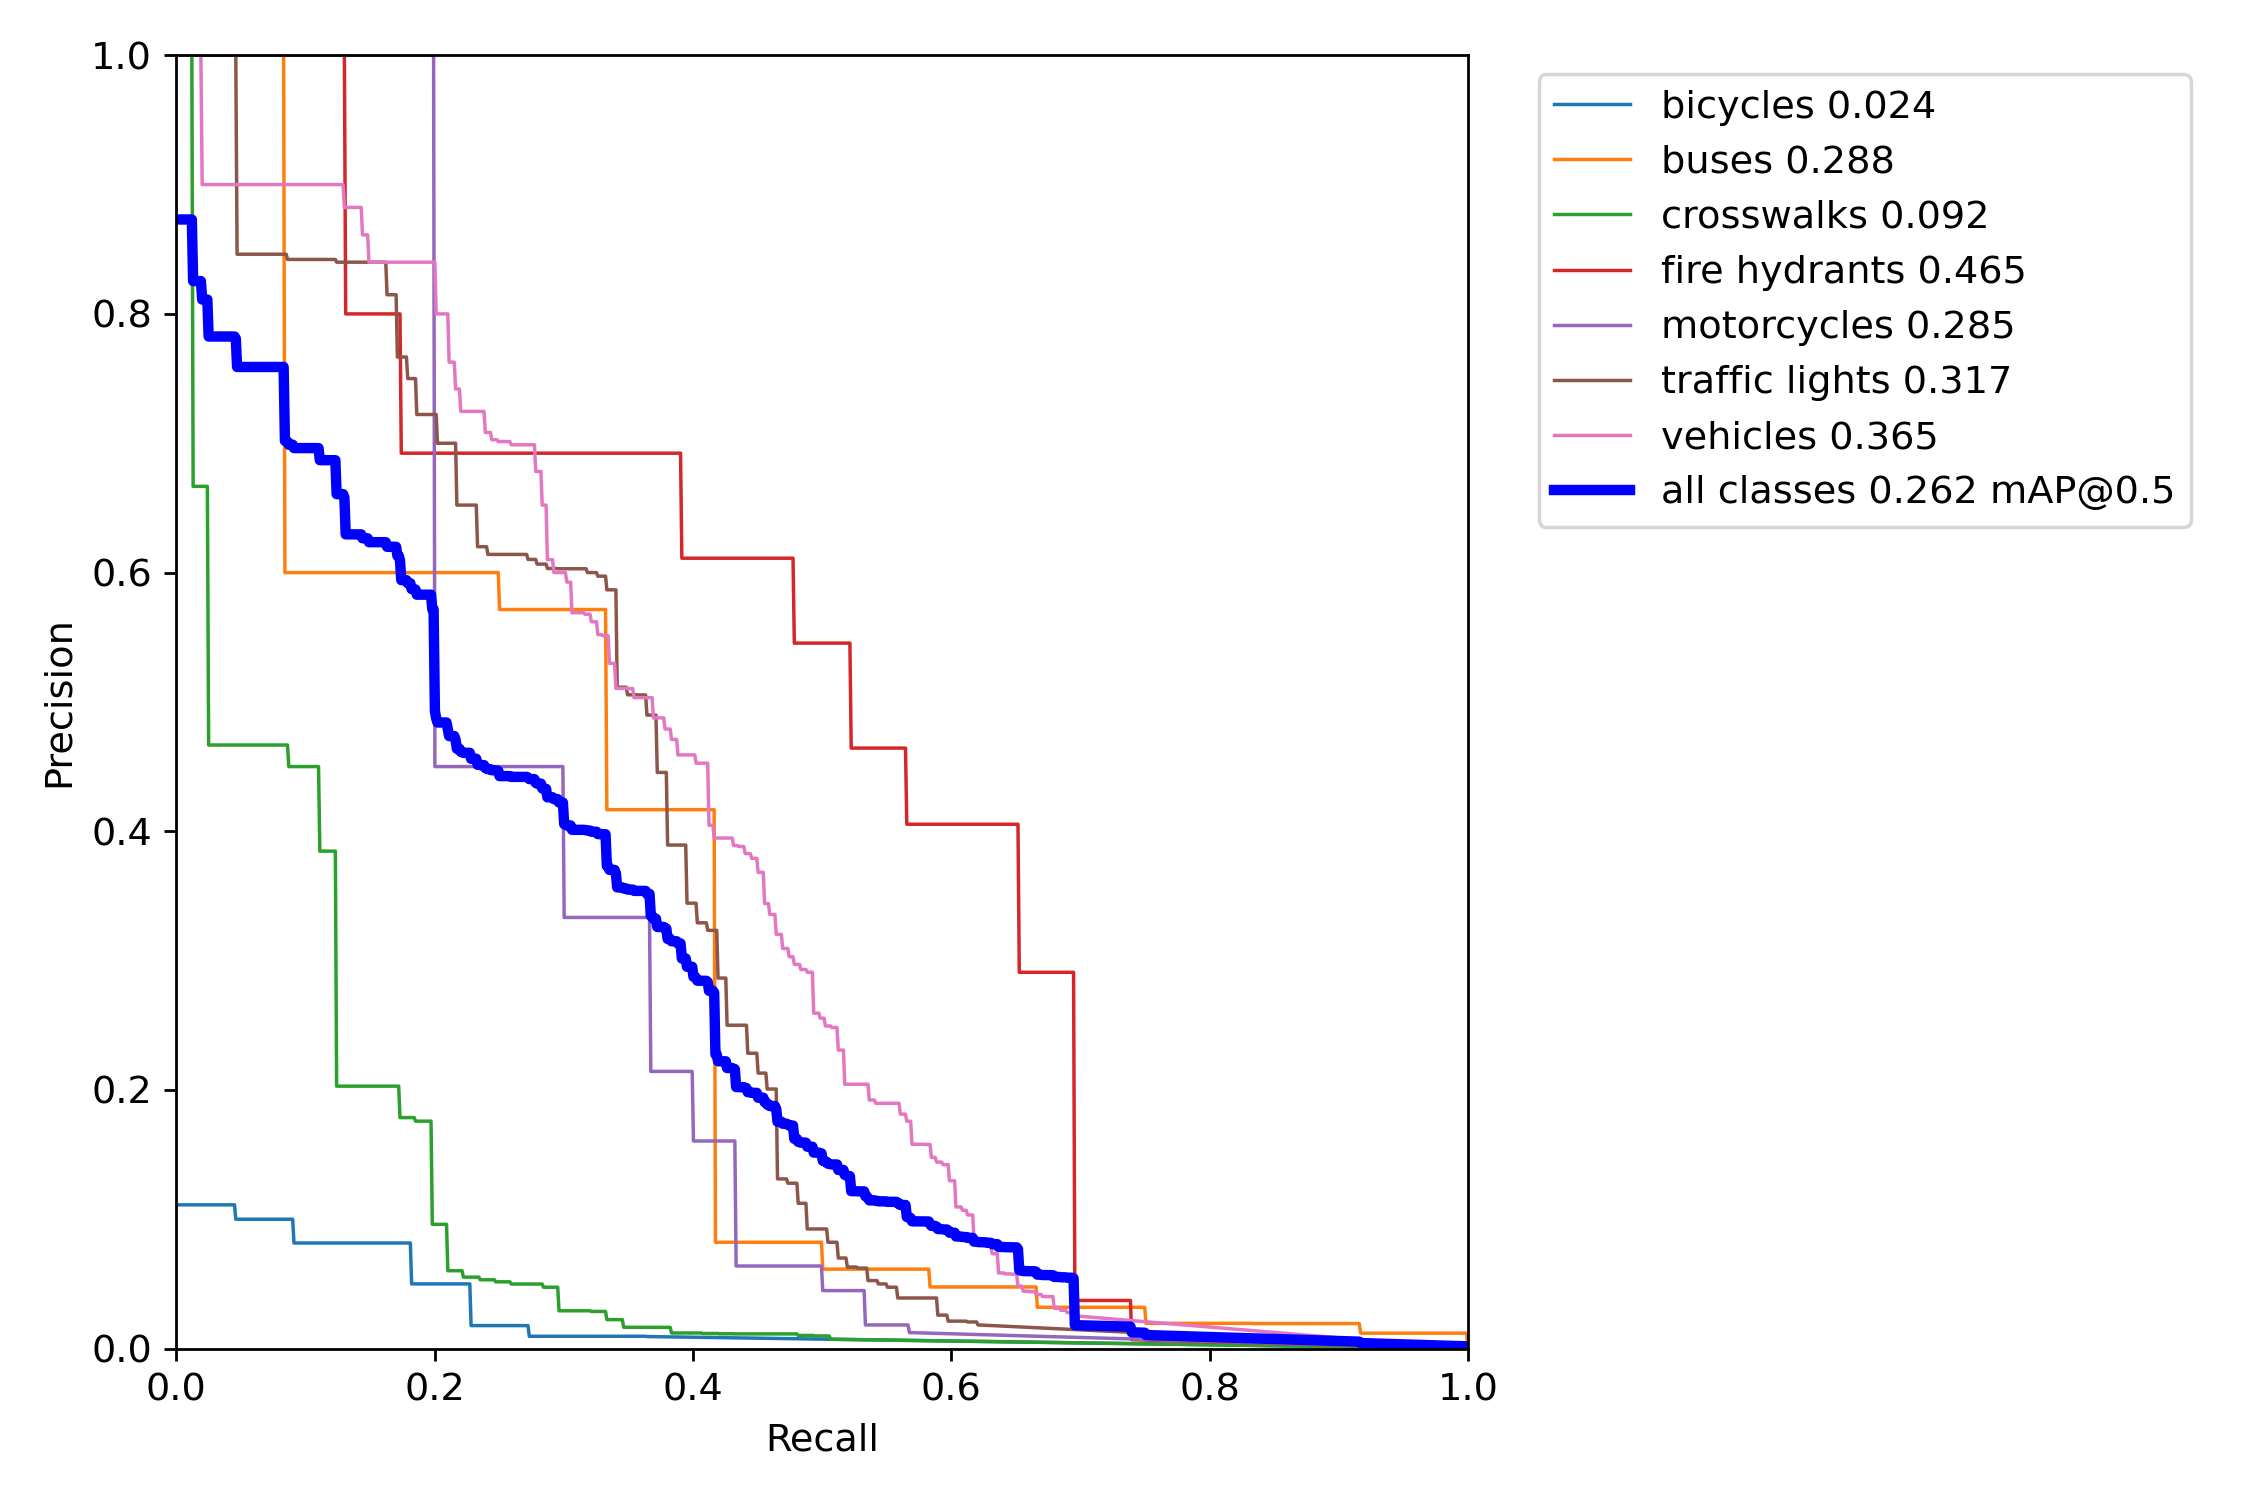 1.0
0.8
0.6
0.4
0.2
0.0
Precision
0.0 0.2 0.4 0.6 0.8 1.0
Recall
bicycles 0.024
buses 0.288
crosswalks 0.092
fire hydrants 0.465
motorcycles 0.285
traffic lights 0.317
vehicles 0.365
all classes 0.262 mAP@0.5